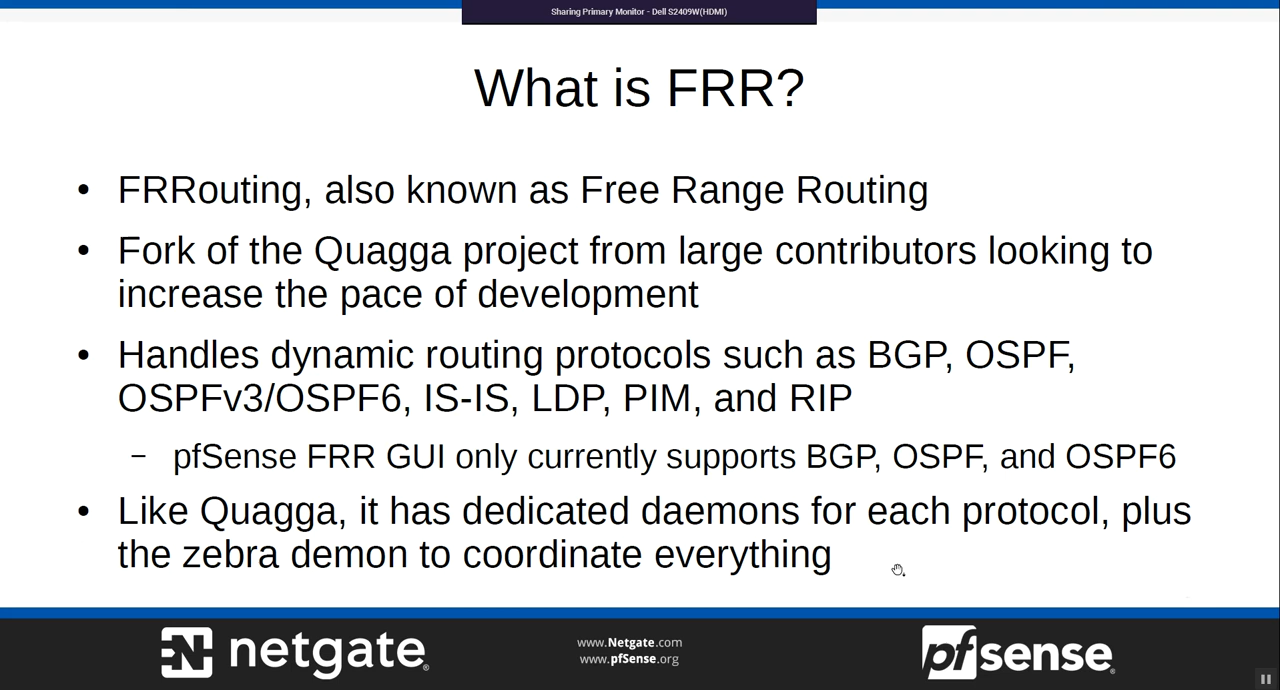 Sharing Primary Monitor - Dell S2409W(HDMI)
What is FRR?
• FRRouting, also known as Free Range Routing
• Fork of the Quagga project from large contributors looking to
increase the pace of development
• Handles dynamic routing protocols such as BGP, OSPF,
OSPFv3/OSPF6, IS-IS, LDP, PIM, and RIP
– pfSense FRR GUI only currently supports BGP, OSPF, and OSPF6
• Like Quagga, it has dedicated daemons for each protocol, plus
the zebra demon to coordinate everything
N netgate®
www.Netgate.com
www.pfSense.org
pfsense®